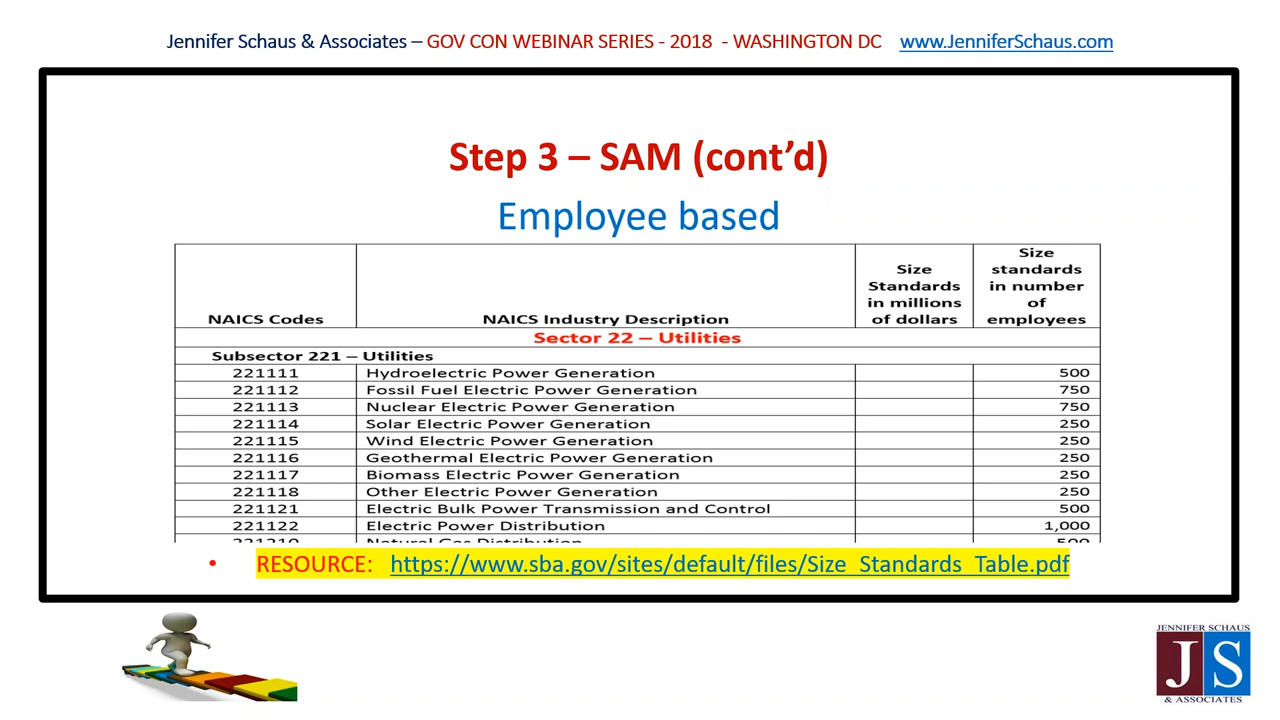 Jennifer Schaus & Associates – GOV CON WEBINAR SERIES - 2018 - WASHINGTON DC www.JenniferSchaus.com
Step 3 – SAM (cont’d)
Employee based
NAICS Codes NAICS Industry Description Size Standards in millions of dollars Size standards in number of employees
Sector 22 – Utilities
Subsector 221 – Utilities
221111 Hydroelectric Power Generation 500
221112 Fossil Fuel Electric Power Generation 750
221113 Nuclear Electric Power Generation 750
221114 Solar Electric Power Generation 250
221115 Wind Electric Power Generation 250
221116 Geothermal Electric Power Generation 250
221117 Biomass Electric Power Generation 250
221118 Other Electric Power Generation 250
221121 Electric Bulk Power Transmission and Control 500
221122 Electric Power Distribution 1,000
221210 Natural Gas Distribution 500
• RESOURCE: https://www.sba.gov/sites/default/files/Size_Standards_Table.pdf
JENNIFER SCHAUS
JS
& ASSOCIATES